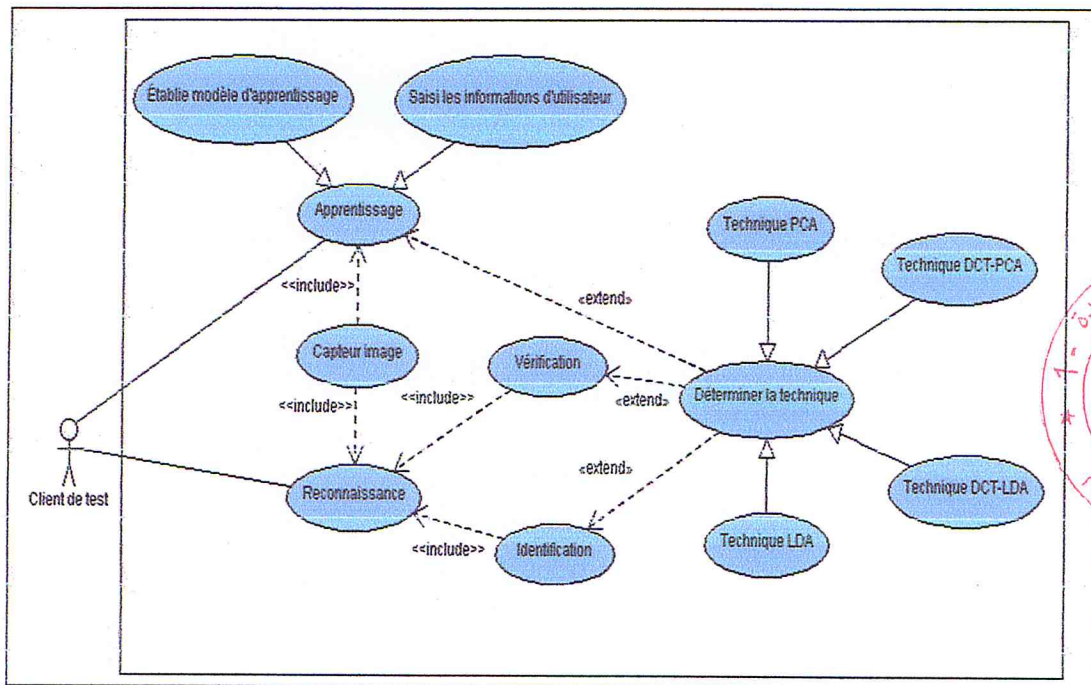 Établie modèle d'apprentissage
Saisi les informations d'utilisateur
Apprentissage
Technique PCA
Technique DCT-PCA
<<include>>
«extend»
Capteur image
Vérification
<<include>>
<<include>>
«extend»
Déterminer la technique
Client de test
Reconnaissance
«extend»
Technique DCT-LDA
<<include>>
Identification
Technique LDA